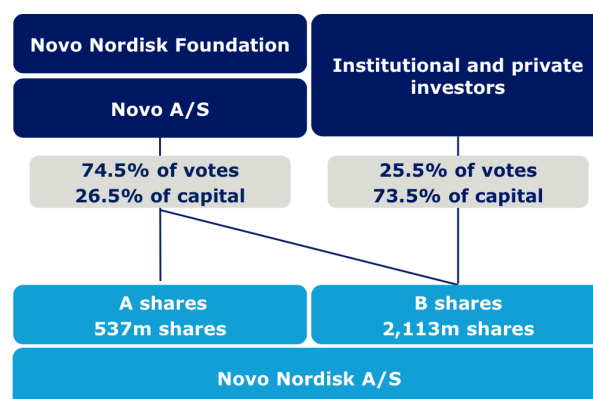 Novo Nordisk Foundation
Novo A/S
Institutional and private
investors
74.5% of votes
26.5% of capital
25.5% of votes
73.5% of capital
A shares
537m shares
B shares
2,113m shares
Novo Nordisk A/S